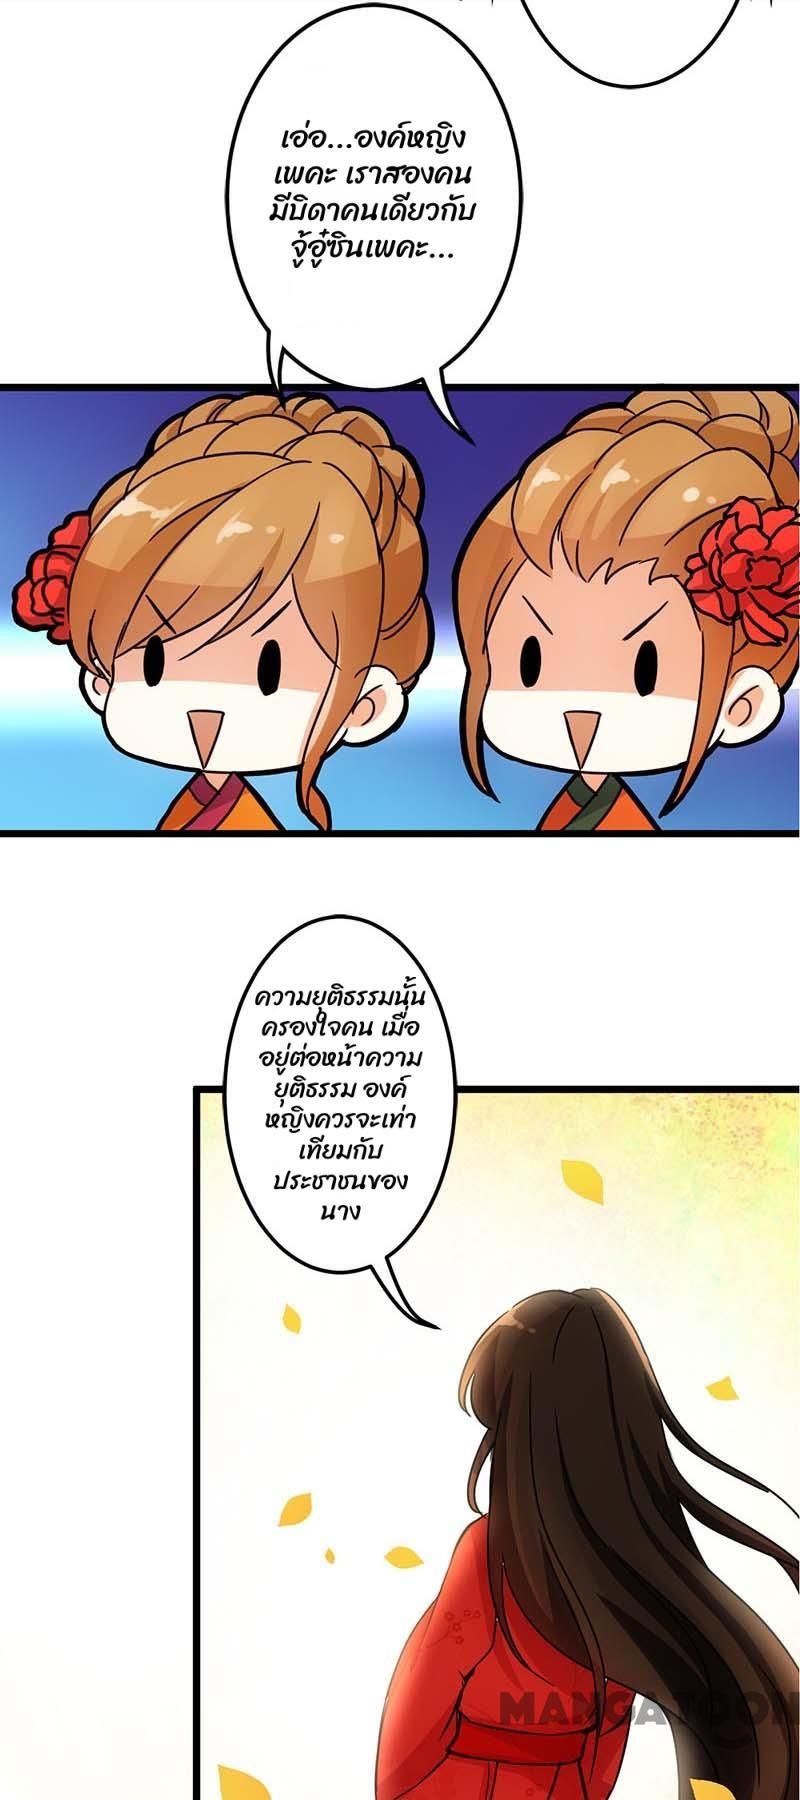 เอ่อ...องค์หญิง
เพคะ เราสองคน
มีบิดาคนเดียวกับ
จู้อู๋ซินเพคะ...
ความยุติธรรมนั้น
ครองใจคน เมื่อ
อยู่ต่อหน้าความ
ยุติธรรม องค์
หญิงควรจะเท่า
เทียมกับ
ประชาชนของ
นาง
MANGATOON